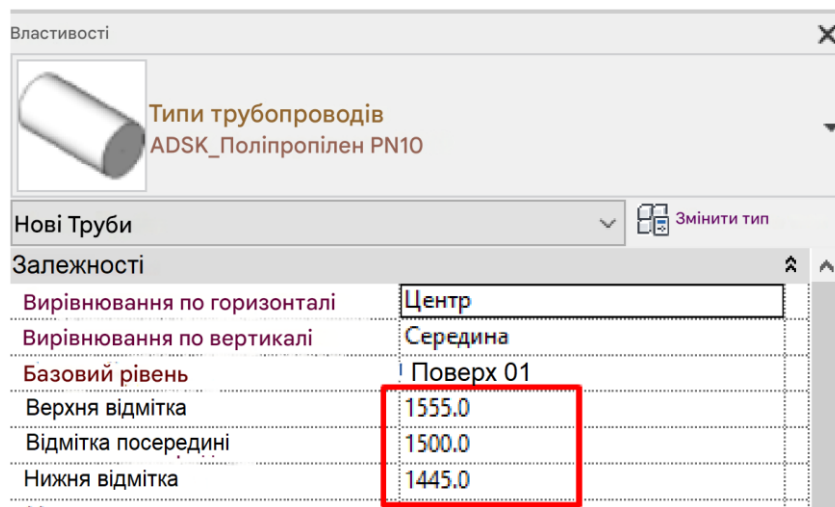 Властивості
Типи трубопроводів
ADSK_Поліпропілен PN10
Нові Труби Змінити тип
Залежності
Вирівнювання по горизонталі Центр
Вирівнювання по вертикалі Середина
Базовий рівень Поверх 01
Верхня відмітка 1555.0
Відмітка посередині 1500.0
Нижня відмітка 1445.0